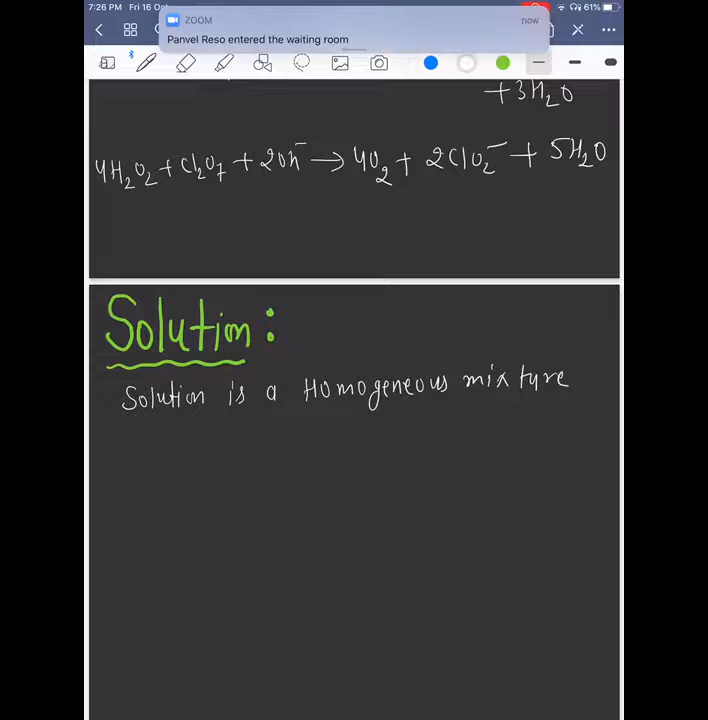 7:26 PM Fri 16 Oc
61%
ZOOM
now
Panvel Reso entered the waiting room
+ 3H₂O
4H₂O₂ + Cl₂O₇ + 2OH⁻ → 4O₂ + 2ClO₂⁻ + 5H₂O
Solution :
Solution is a Homogeneous mixture